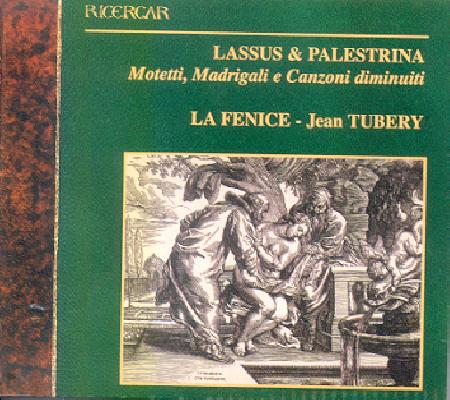 RICERCAR
LASSUS & PALESTRINA
Motetti, Madrigali e Canzoni diminuiti
LA FENICE - Jean TUBERY